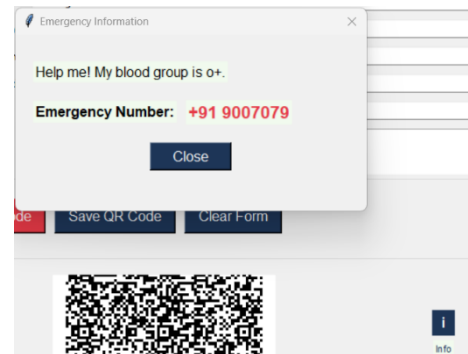 Emergency Information
Help me! My blood group is o+.
Emergency Number: +91 9007079
Close
Save QR Code
Clear Form
i
Info